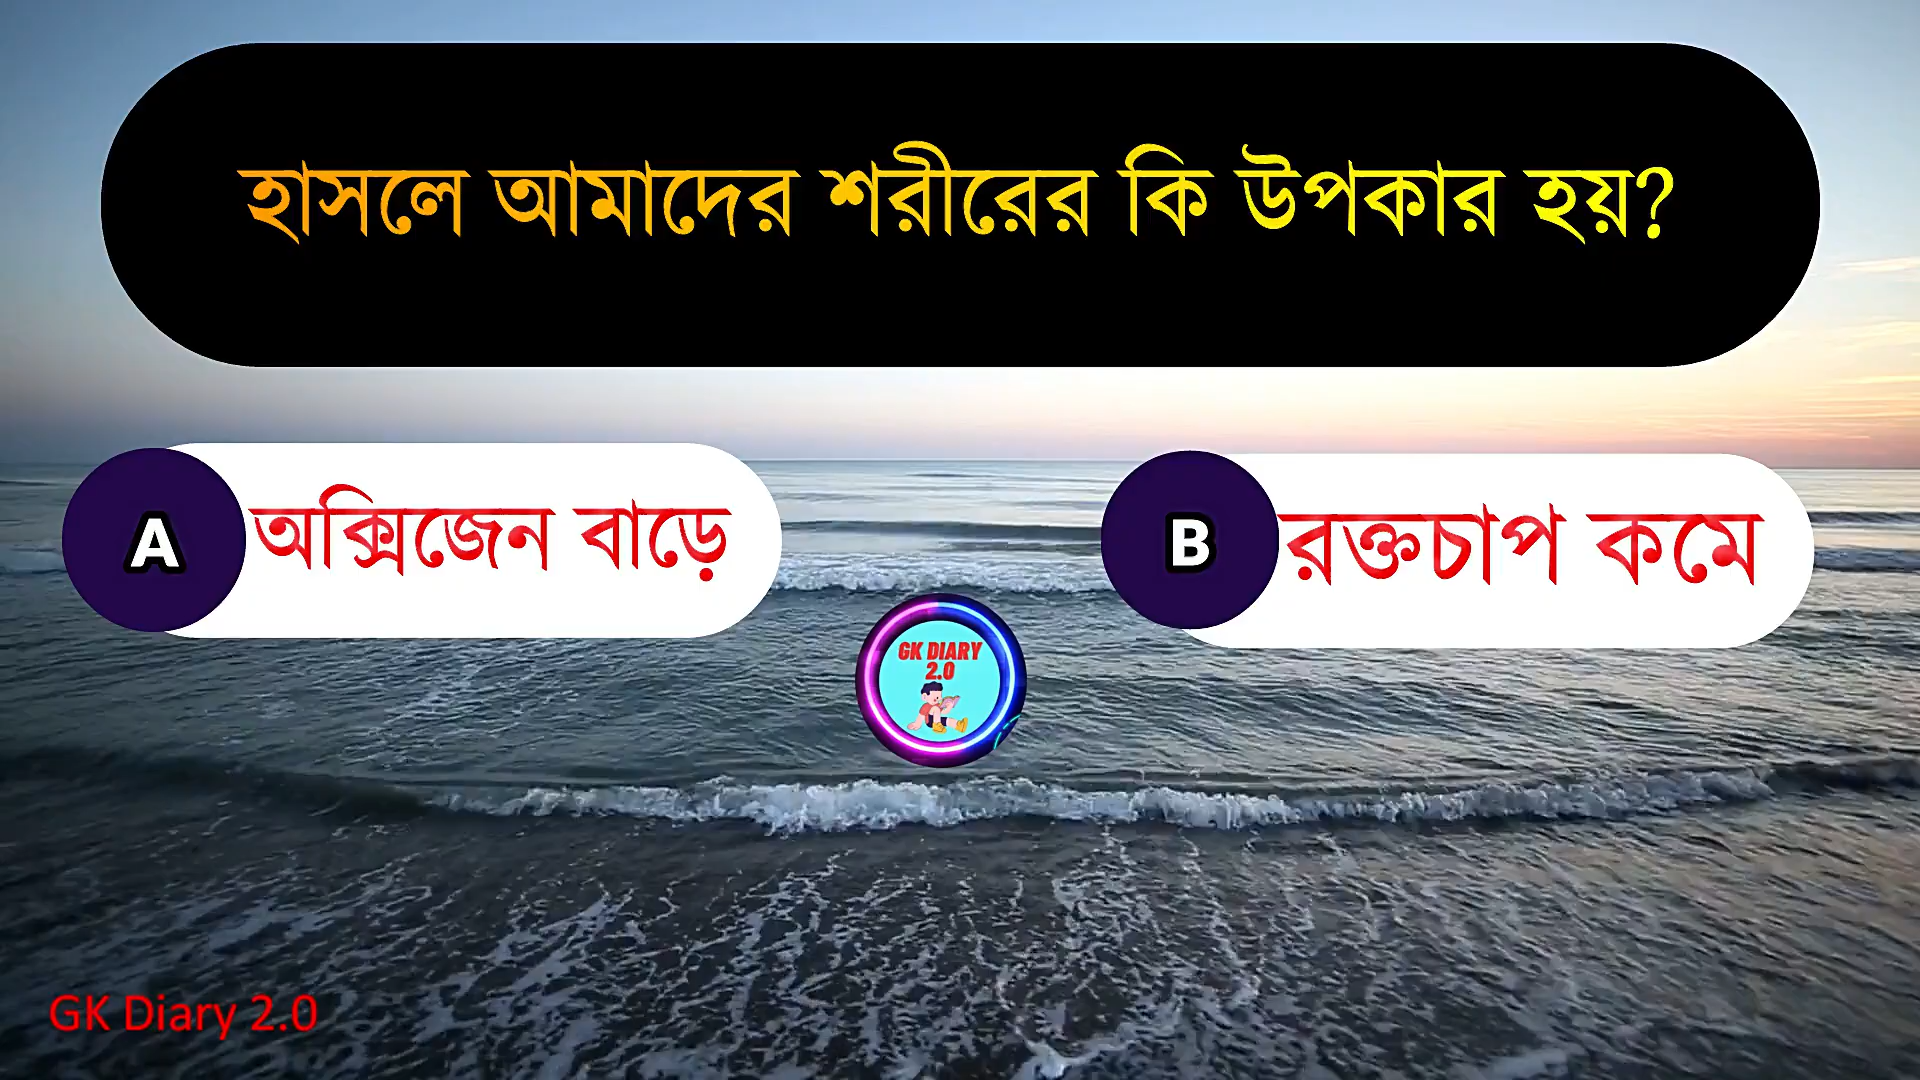 হাসলে আমাদের শরীরের কি উপকার হয়?
A অক্সিজেন বাড়ে
B রক্তচাপ কমে
GK DIARY
2.0
GK Diary 2.0